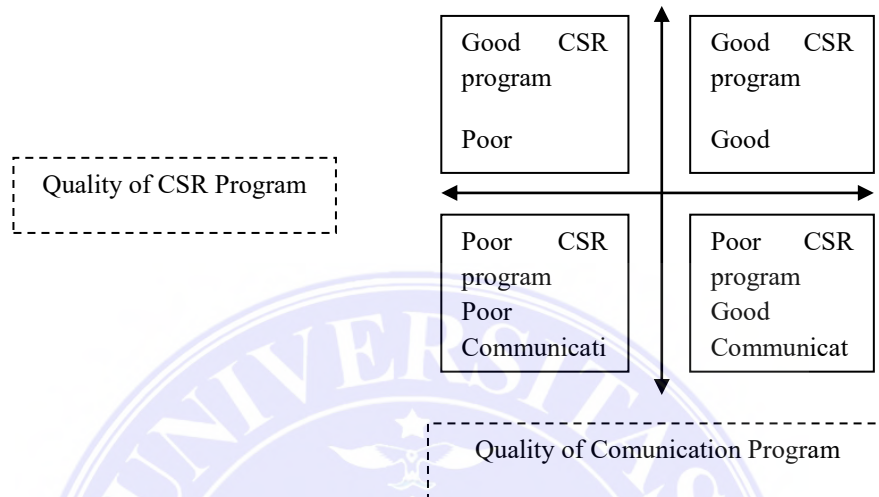 Good CSR
program
Poor
Good CSR
program
Good
Quality of CSR Program
Poor CSR
program
Poor
Communicati
Poor CSR
program
Good
Communicat
Quality of Comunication Program
UNIVERSITAS